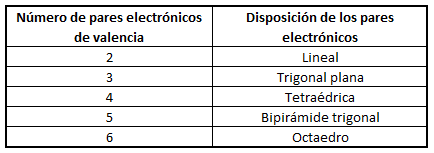 Número de pares electrónicos de valencia
Disposición de los pares electrónicos
2 Lineal
3 Trigonal plana
4 Tetraédrica
5 Bipirámide trigonal
6 Octaedro